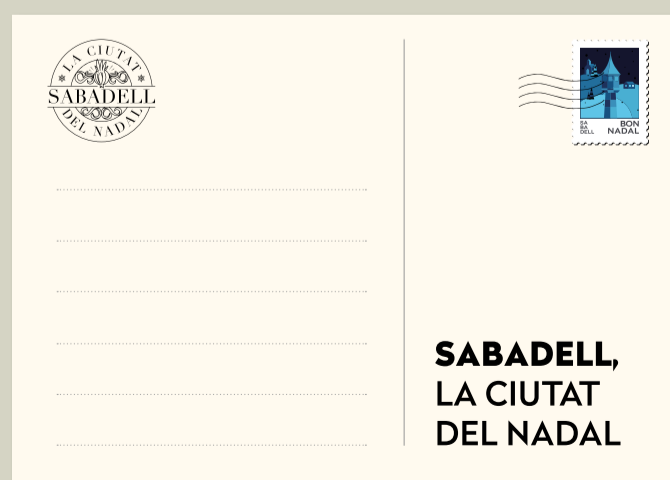 LA CIUTAT
SABADELL
DEL NADAL
SA
BA
DELL
BON
NADAL
SABADELL,
LA CIUTAT
DEL NADAL